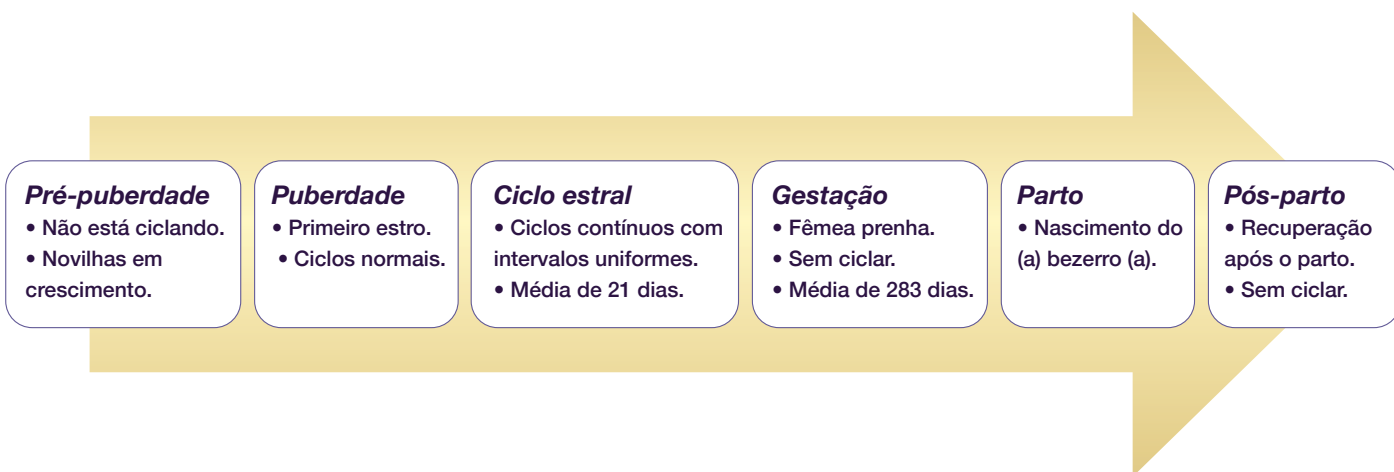 Pré-puberdade
• Não está ciclando.
• Novilhas em
crescimento.
Puberdade
• Primeiro estro.
• Ciclos normais.
Ciclo estral
• Ciclos contínuos com
intervalos uniformes.
• Média de 21 dias.
Gestação
• Fêmea prenha.
• Sem ciclar.
• Média de 283 dias.
Parto
• Nascimento do
(a) bezerro (a).
Pós-parto
• Recuperação
após o parto.
• Sem ciclar.